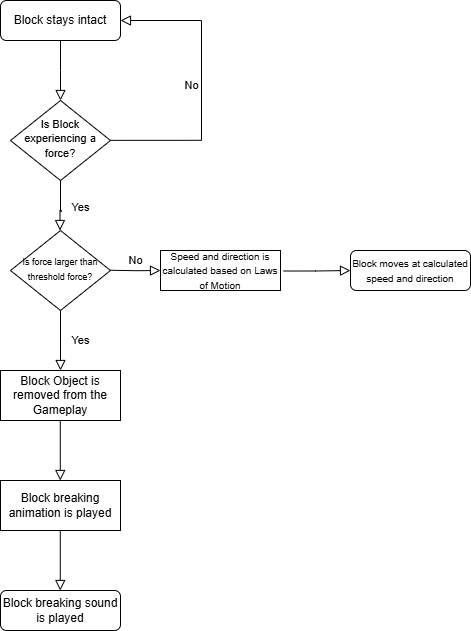 Block stays intact
No
Is Block
experiencing a
force?
Yes
Is force larger than
threshold force?
No
Speed and direction is
calculated based on Laws
of Motion
Block moves at calculated
speed and direction
Yes
Block Object is
removed from the
Gameplay
Block breaking
animation is played
Block breaking sound
is played